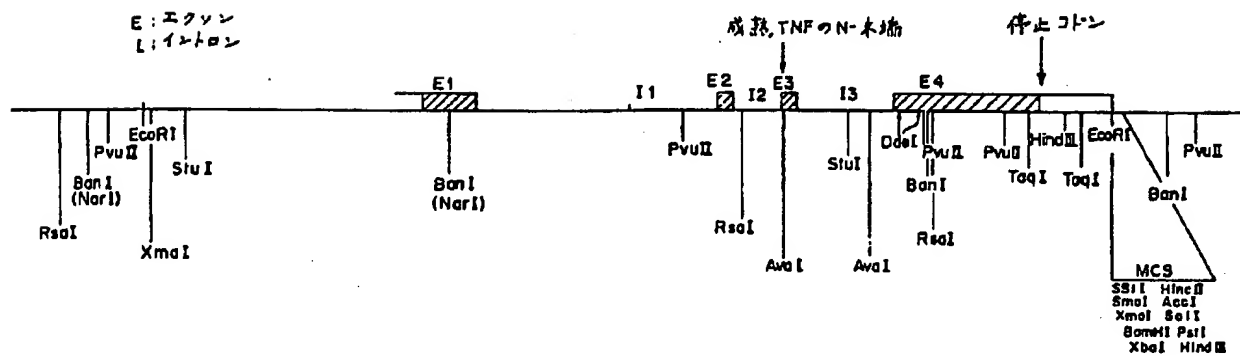 E:エクソン
I:イントロン
成熟TNFのN-末端
停止コドン
E1
I1
E2
I2
E3
I3
E4
RsaI
BanI
(NarI)
PvuII
EcoRI
XmaI
StuI
BanI
(NarI)
PvuII
RsaI
AvaI
StuI
AvaI
DdeI
BanI
PvuII
RsaI
PvuII
TaqI
HindIII
TaqI
EcoRI
BanI
PvuII
MCS
SStI HincII
SmaI AccI
XmaI SalI
BamHI PstI
XbaI HindIII